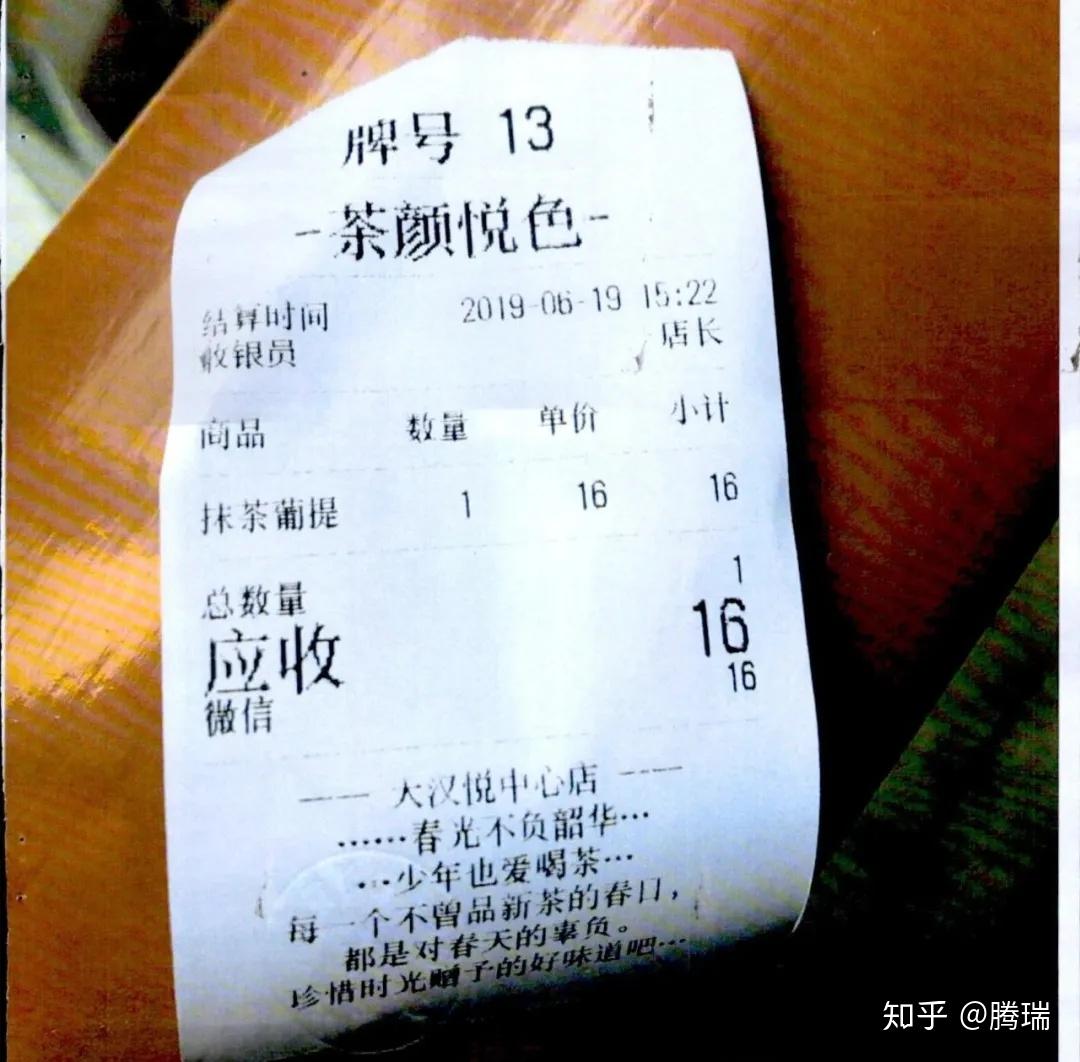 牌号 13
-茶颜悦色-
结算时间 2019-06-19 15:22
收银员 店长
商品 数量 单价 小计
抹茶葡提 1 16 16
总数量 1
应收 16
微信 16
—— 大汉悦中心店 ——
······春光不负韶华···
···少年也爱喝茶···
每一个不曾品新茶的春日，
都是对春天的辜负。
珍惜时光赠予的好味道吧···
知乎 @腾瑞